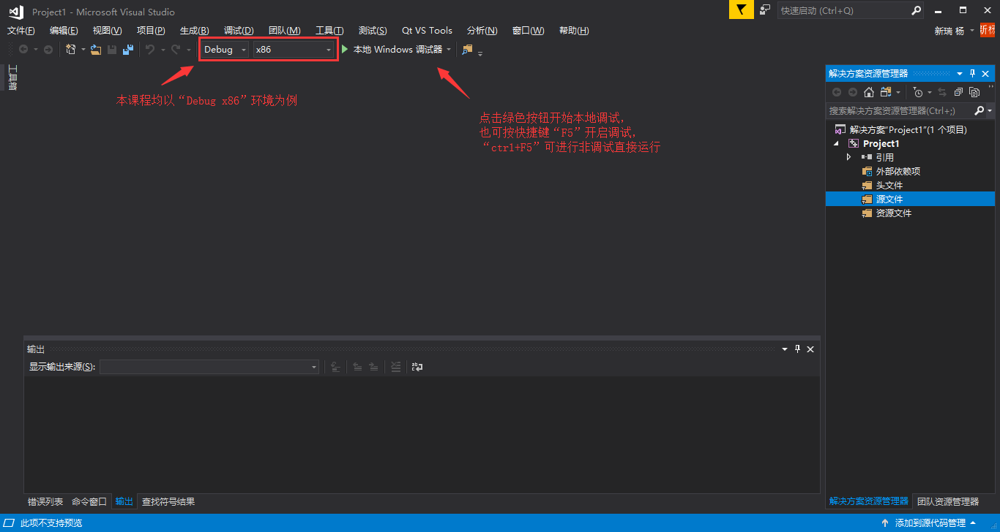 Project1 - Microsoft Visual Studio
快速启动 (Ctrl+Q)
文件(F) 编辑(E) 视图(V) 项目(P) 生成(B) 调试(D) 团队(M) 工具(T) 测试(S) Qt VS Tools 分析(N) 窗口(W) 帮助(H)
新瑞 杨
Debug x86 本地 Windows 调试器
工具箱
本课程均以“Debug x86”环境为例
点击绿色按钮开始本地调试,
也可按快捷键“F5”开启调试,
“ctrl+F5”可进行非调试直接运行
解决方案资源管理器
搜索解决方案资源管理器(Ctrl+;)
解决方案“Project1”(1 个项目)
Project1
引用
外部依赖项
头文件
源文件
资源文件
输出
显示输出来源(S):
错误列表 命令窗口 输出 查找符号结果
解决方案资源管理器 团队资源管理器
此项不支持预览
添加到源代码管理